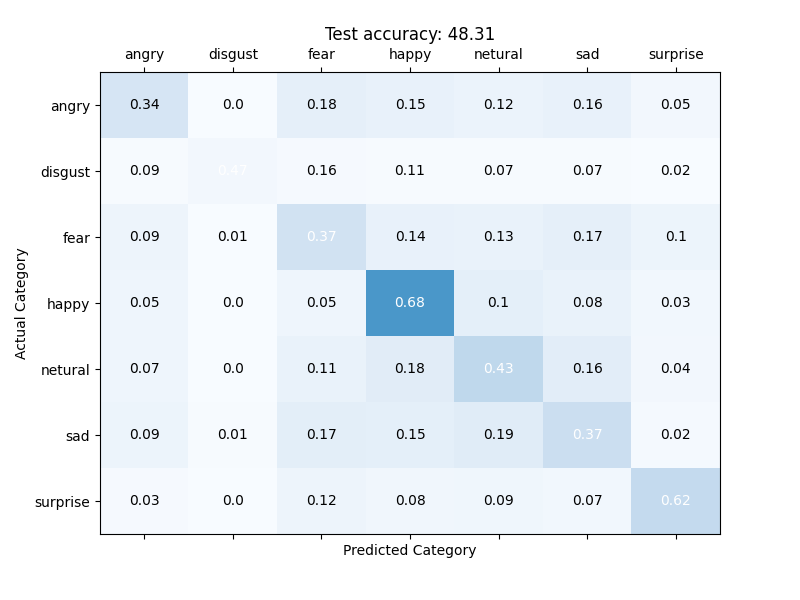 Test accuracy: 48.31
angry disgust fear happy netural sad surprise
angry 0.34 0.0 0.18 0.15 0.12 0.16 0.05
disgust 0.09 0.47 0.16 0.11 0.07 0.07 0.02
fear 0.09 0.01 0.37 0.14 0.13 0.17 0.1
happy 0.05 0.0 0.05 0.68 0.1 0.08 0.03
netural 0.07 0.0 0.11 0.18 0.43 0.16 0.04
sad 0.09 0.01 0.17 0.15 0.19 0.37 0.02
surprise 0.03 0.0 0.12 0.08 0.09 0.07 0.62
Actual Category
Predicted Category